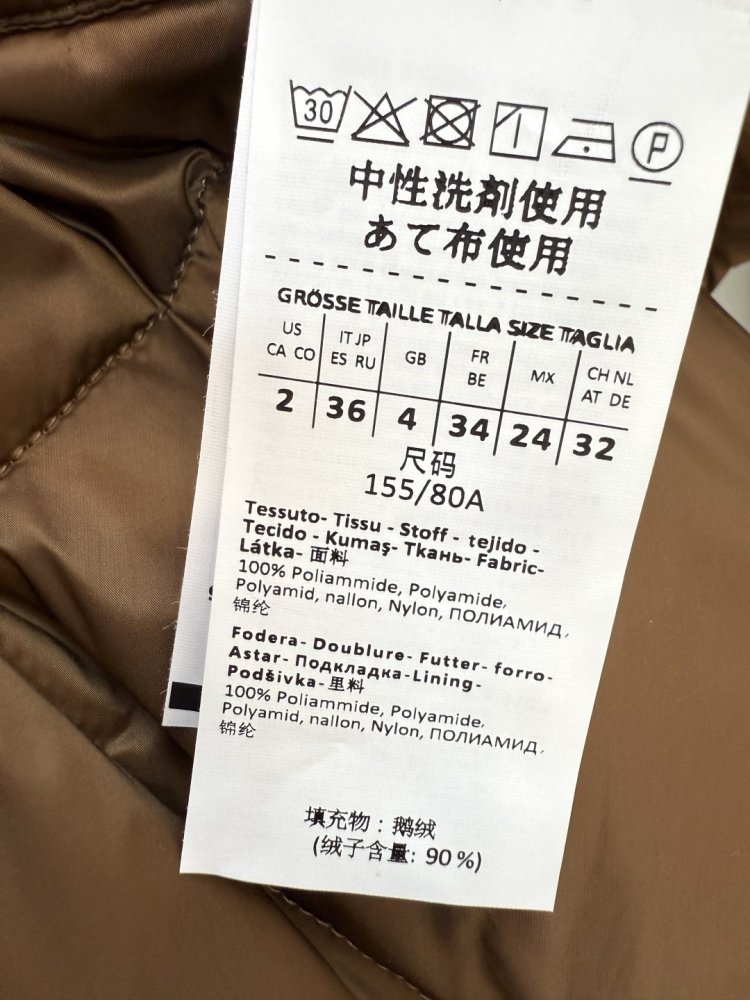 30
P
中性洗剤使用
あて布使用
GRÖSSE TAILLE TALLA SIZE TAGLIA
US CA CO
IT JP ES RU
GB
FR BE
MX
CH NL AT DE
2 36 4 34 24 32
尺码
155/80A
Tessuto- Tissu - Stoff - tejido -
Tecido - Kumaş- Ткань- Fabric-
Látka- 面料
100% Poliammide, Polyamide,
Polyamid, nallon, Nylon, ПОЛИАМИД,
锦纶
Fodera- Doublure- Futter- forro-
Astar- Подкладка-Lining-
Podšívka-里料
100% Poliammide, Polyamide,
Polyamid, nallon, Nylon, ПОЛИАМИД,
锦纶
填充物：鹅绒
(绒子含量: 90%)